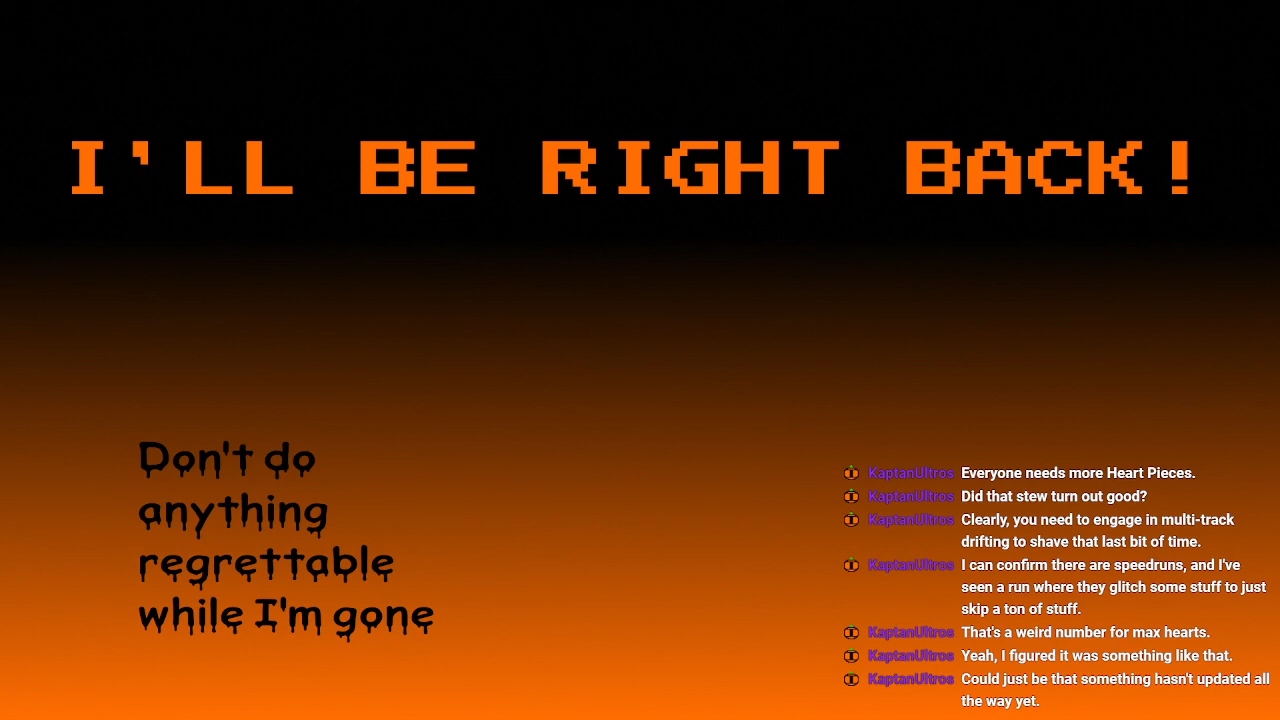 I'LL BE RIGHT BACK!
Don't do
anything
regrettable
while I'm gone
KaptanUltros Everyone needs more Heart Pieces.
KaptanUltros Did that stew turn out good?
KaptanUltros Clearly, you need to engage in multi-track
drifting to shave that last bit of time.
KaptanUltros I can confirm there are speedruns, and I've
seen a run where they glitch some stuff to just
skip a ton of stuff.
KaptanUltros That's a weird number for max hearts.
KaptanUltros Yeah, I figured it was something like that.
KaptanUltros Could just be that something hasn't updated all
the way yet.